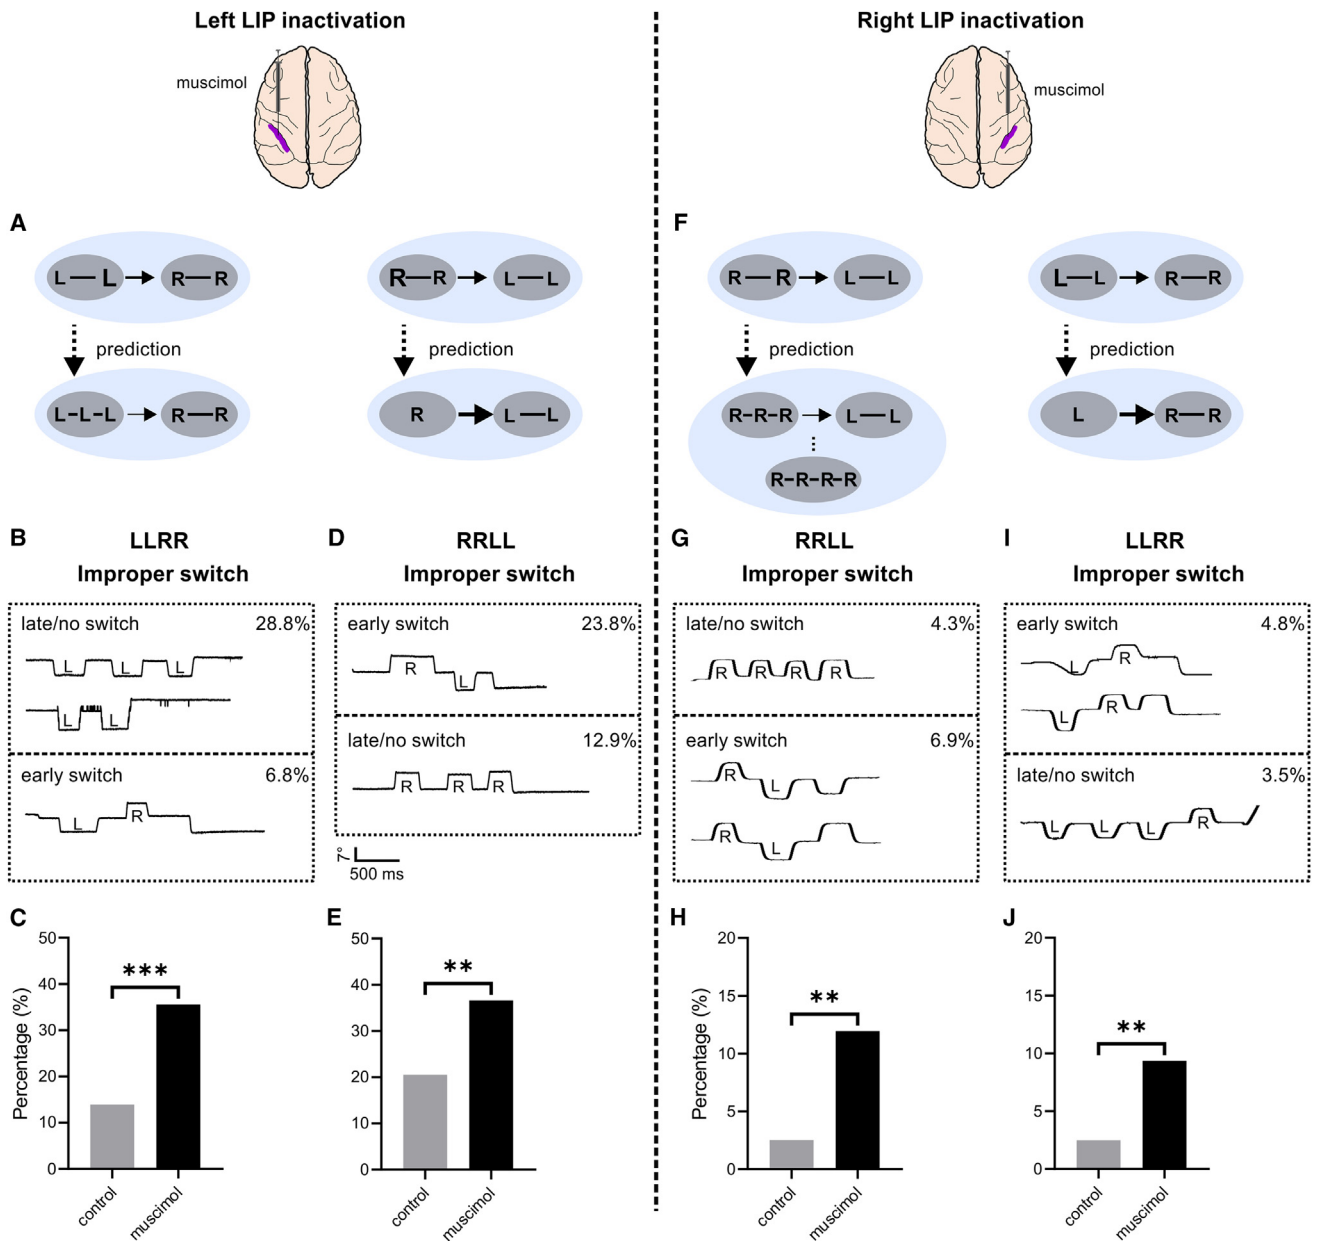 Left LIP inactivation
muscimol
A
L L R R
R R L L
prediction
prediction
L L L R R
R L L
B
LLRR
Improper switch
late/no switch 28.8%
L L L
L L
early switch 6.8%
L R
D
RRLL
Improper switch
early switch 23.8%
R L
late/no switch 12.9%
R R R
7°
500 ms
C
Percentage (%)
50
40
30
20
10
0
***
control
muscimol
E
50
40
30
20
10
0
**
control
muscimol
Right LIP inactivation
muscimol
F
R R L L
L L R R
prediction
prediction
R-R-R L L
R-R-R-R
L R R
G
RRLL
Improper switch
late/no switch 4.3%
R R R R
early switch 6.9%
R L
R L
I
LLRR
Improper switch
early switch 4.8%
L R
L R
late/no switch 3.5%
L L L R
H
Percentage (%)
20
15
10
5
0
**
control
muscimol
J
20
15
10
5
0
**
control
muscimol